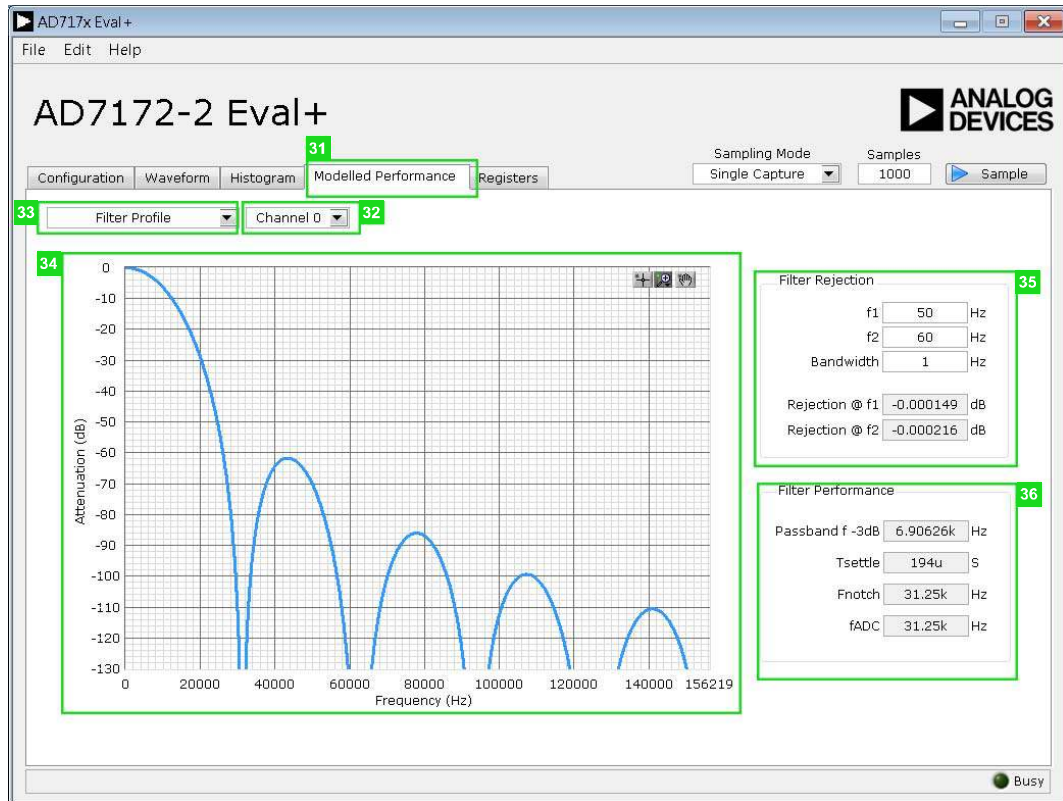 AD717x Eval+
File Edit Help
AD7172-2 Eval+
ANALOG
DEVICES
31
Sampling Mode
Samples
Configuration Waveform Histogram Modelled Performance Registers
Single Capture
1000
Sample
33
Filter Profile
Channel 0
32
34
0
-10
-20
-30
-40
-50
-60
-70
-80
-90
-100
-110
-120
-130
Attenuation (dB)
0 20000 40000 60000 80000 100000 120000 140000 156219
Frequency (Hz)
Filter Rejection
35
f1 50 Hz
f2 60 Hz
Bandwidth 1 Hz
Rejection @ f1 -0.000149 dB
Rejection @ f2 -0.000216 dB
Filter Performance
36
Passband f -3dB 6.90626k Hz
Tsettle 194u S
Fnotch 31.25k Hz
fADC 31.25k Hz
Busy